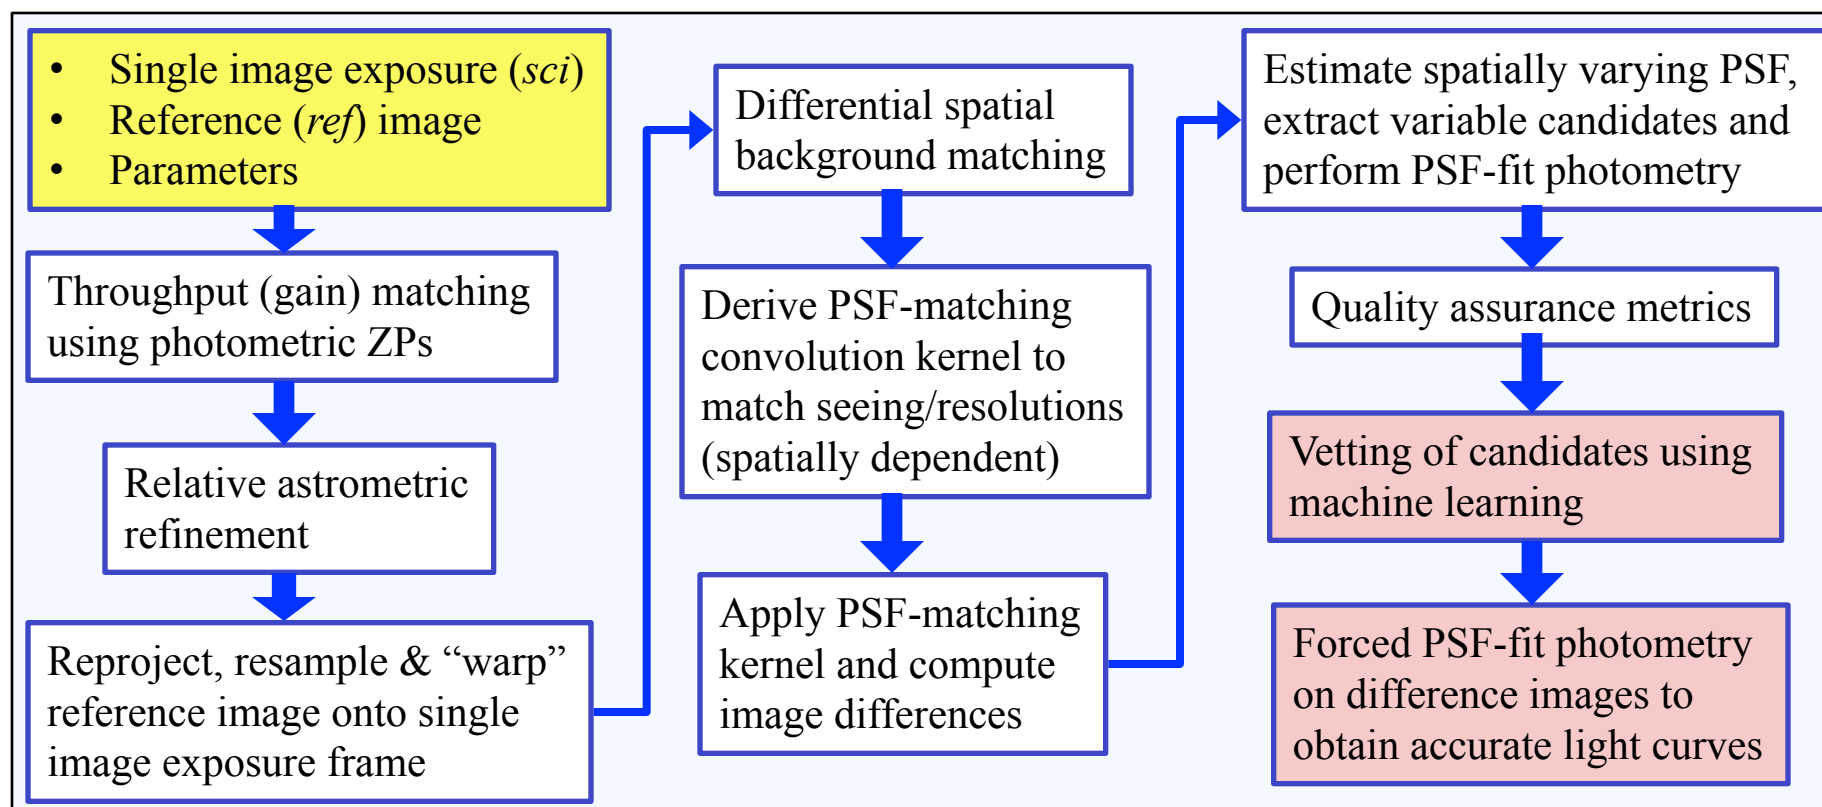 • Single image exposure (sci)
• Reference (ref) image
• Parameters
Throughput (gain) matching
using photometric ZPs
Relative astrometric
refinement
Reproject, resample & “warp”
reference image onto single
image exposure frame
Differential spatial
background matching
Derive PSF-matching
convolution kernel to
match seeing/resolutions
(spatially dependent)
Apply PSF-matching
kernel and compute
image differences
Estimate spatially varying PSF,
extract variable candidates and
perform PSF-fit photometry
Quality assurance metrics
Vetting of candidates using
machine learning
Forced PSF-fit photometry
on difference images to
obtain accurate light curves